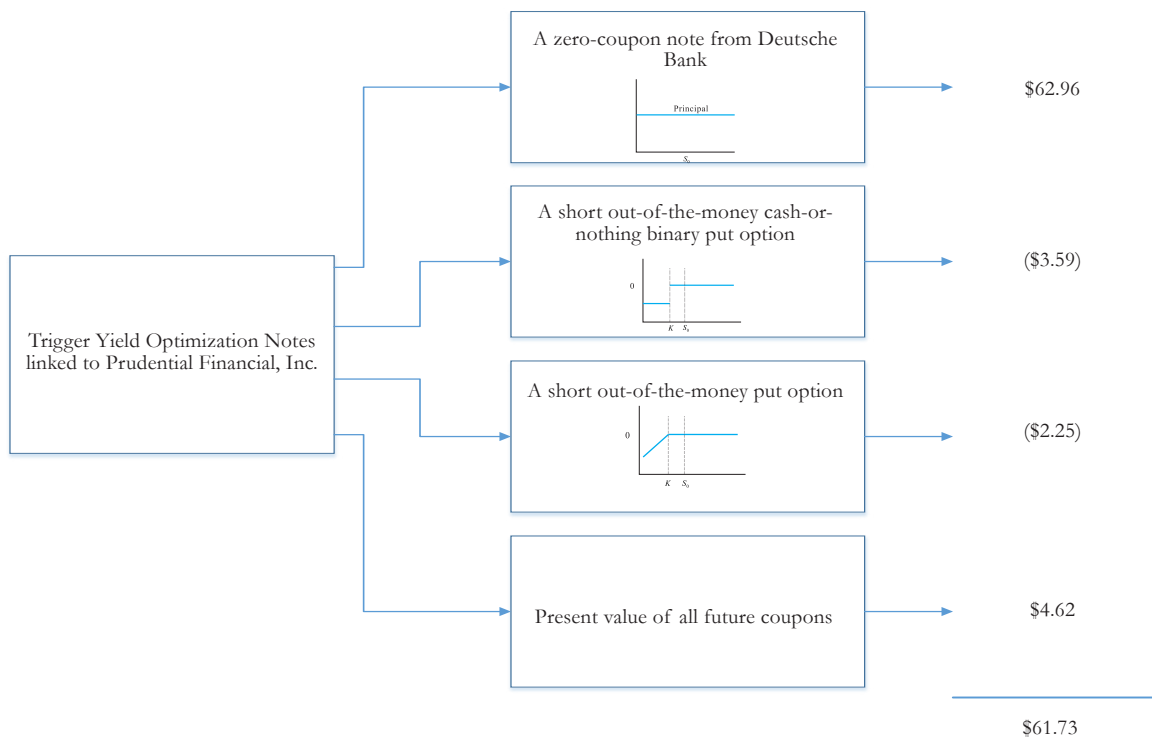 A zero-coupon note from Deutsche
Bank
Principal
S₀
$62.96
A short out-of-the-money cash-or-
nothing binary put option
0
K S₀
($3.59)
Trigger Yield Optimization Notes
linked to Prudential Financial, Inc.
A short out-of-the-money put option
0
K S₀
($2.25)
Present value of all future coupons
$4.62
$61.73